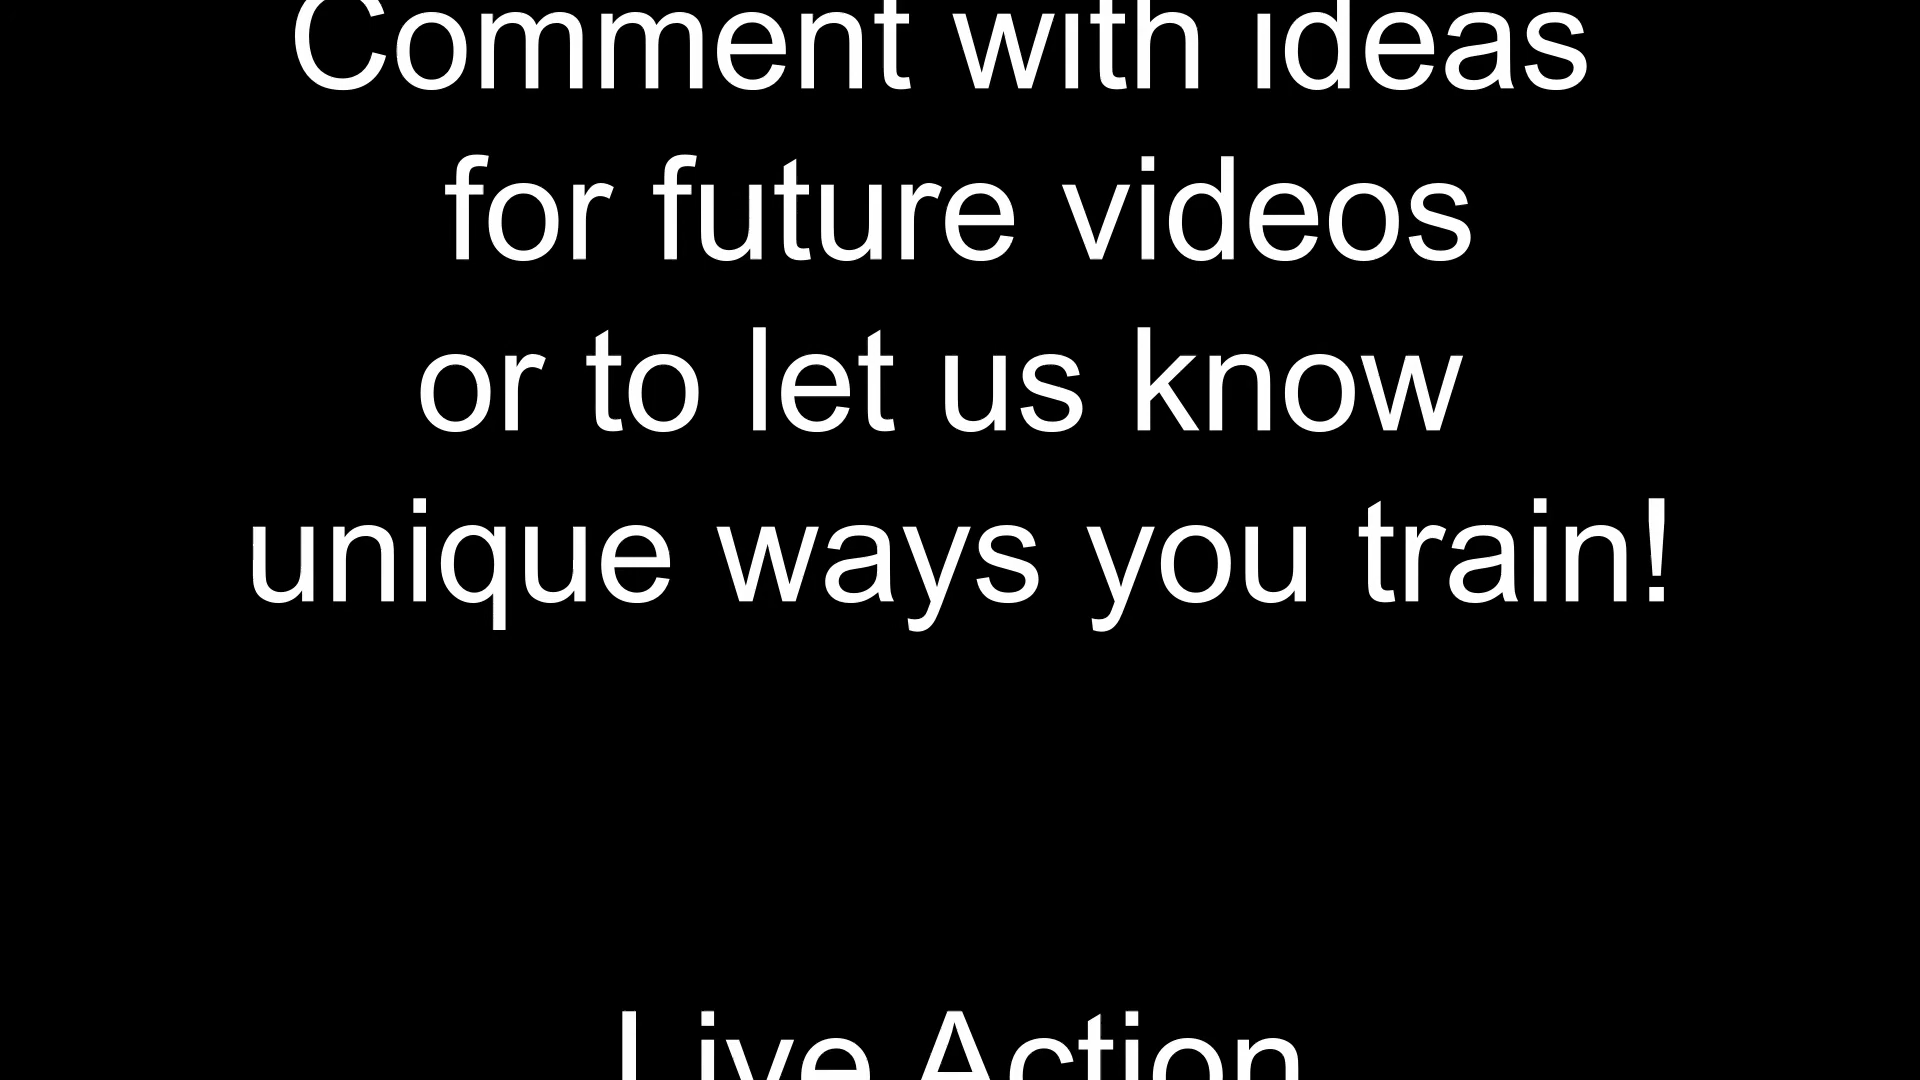 Comment with ideas
for future videos
or to let us know
unique ways you train!
Live Action